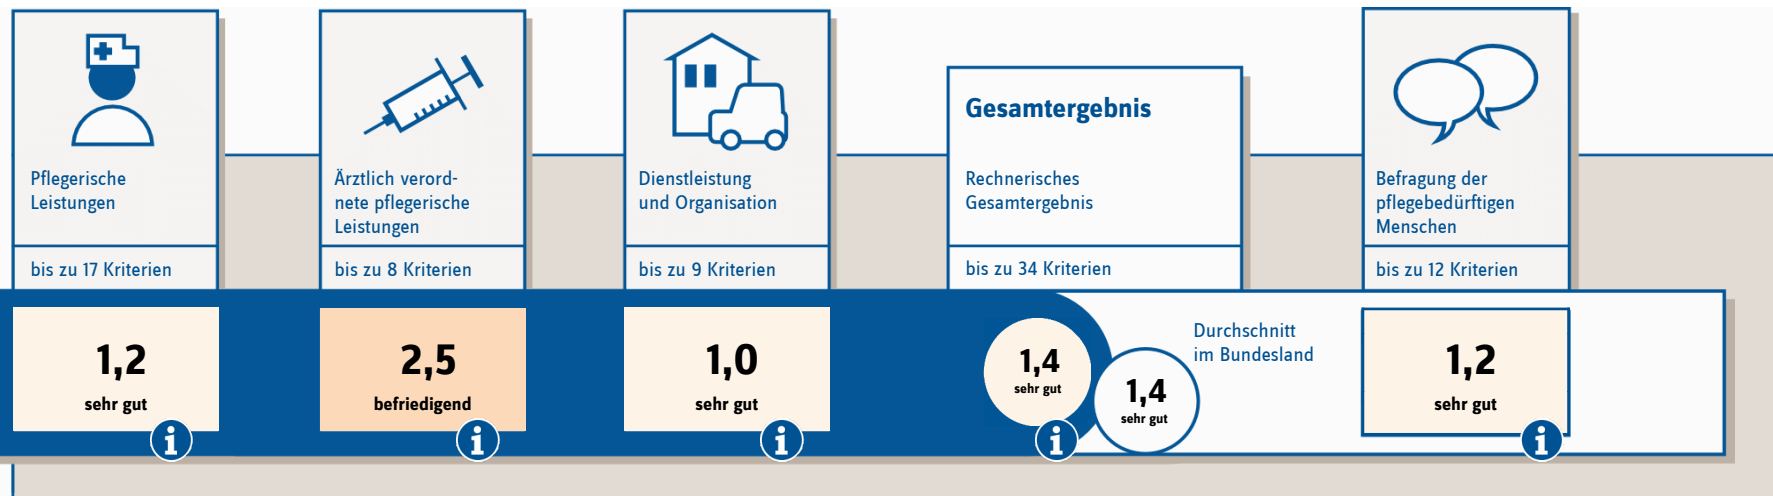 Pflegerische
Leistungen
bis zu 17 Kriterien
1,2
sehr gut
i
Ärztlich verord-
nete pflegerische
Leistungen
bis zu 8 Kriterien
2,5
befriedigend
i
Dienstleistung
und Organisation
bis zu 9 Kriterien
1,0
sehr gut
i
Gesamtergebnis
Rechnerisches
Gesamtergebnis
bis zu 34 Kriterien
1,4
sehr gut
i
Durchschnitt
im Bundesland
1,4
sehr gut
Befragung der
pflegebedürftigen
Menschen
bis zu 12 Kriterien
1,2
sehr gut
i